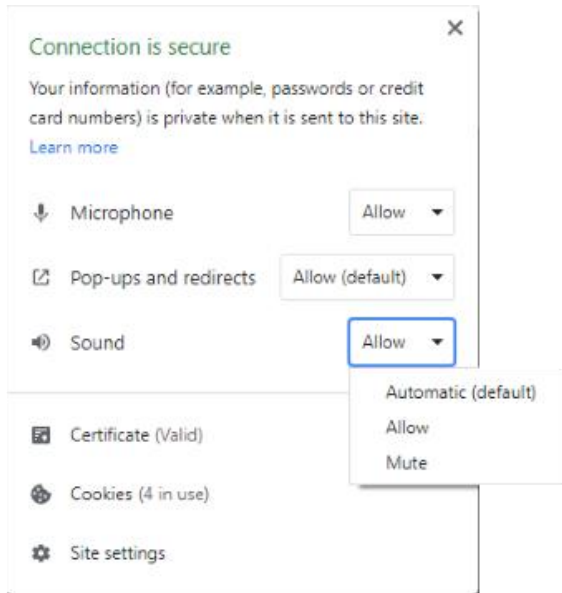 Connection is secure
Your information (for example, passwords or credit
card numbers) is private when it is sent to this site.
Learn more
Microphone Allow
Pop-ups and redirects Allow (default)
Sound Allow
Automatic (default)
Allow
Mute
Certificate (Valid)
Cookies (4 in use)
Site settings